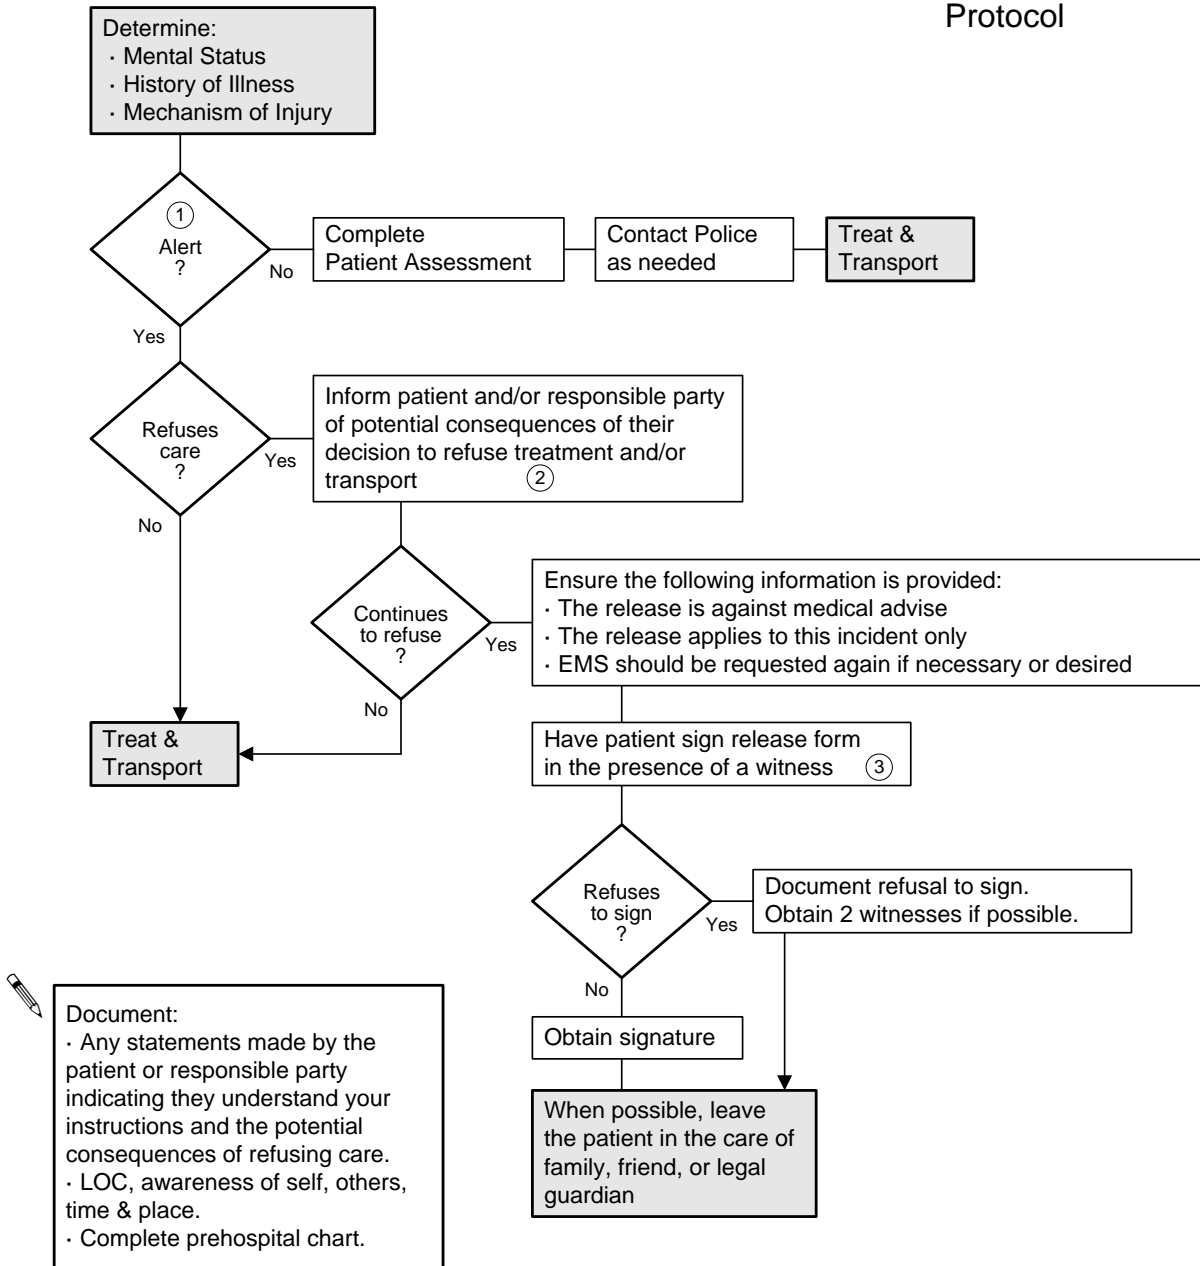 Protocol
Determine:
· Mental Status
· History of Illness
· Mechanism of Injury
1
Alert
?
No
Complete
Patient Assessment
Contact Police
as needed
Treat &
Transport
Yes
Refuses
care
?
Yes
Inform patient and/or responsible party
of potential consequences of their
decision to refuse treatment and/or
transport 2
No
Continues
to refuse
?
Yes
Ensure the following information is provided:
· The release is against medical advise
· The release applies to this incident only
· EMS should be requested again if necessary or desired
No
Treat &
Transport
Have patient sign release form
in the presence of a witness 3
Refuses
to sign
?
Yes
Document refusal to sign.
Obtain 2 witnesses if possible.
No
Obtain signature
When possible, leave
the patient in the care of
family, friend, or legal
guardian
Document:
· Any statements made by the
patient or responsible party
indicating they understand your
instructions and the potential
consequences of refusing care.
· LOC, awareness of self, others,
time & place.
· Complete prehospital chart.